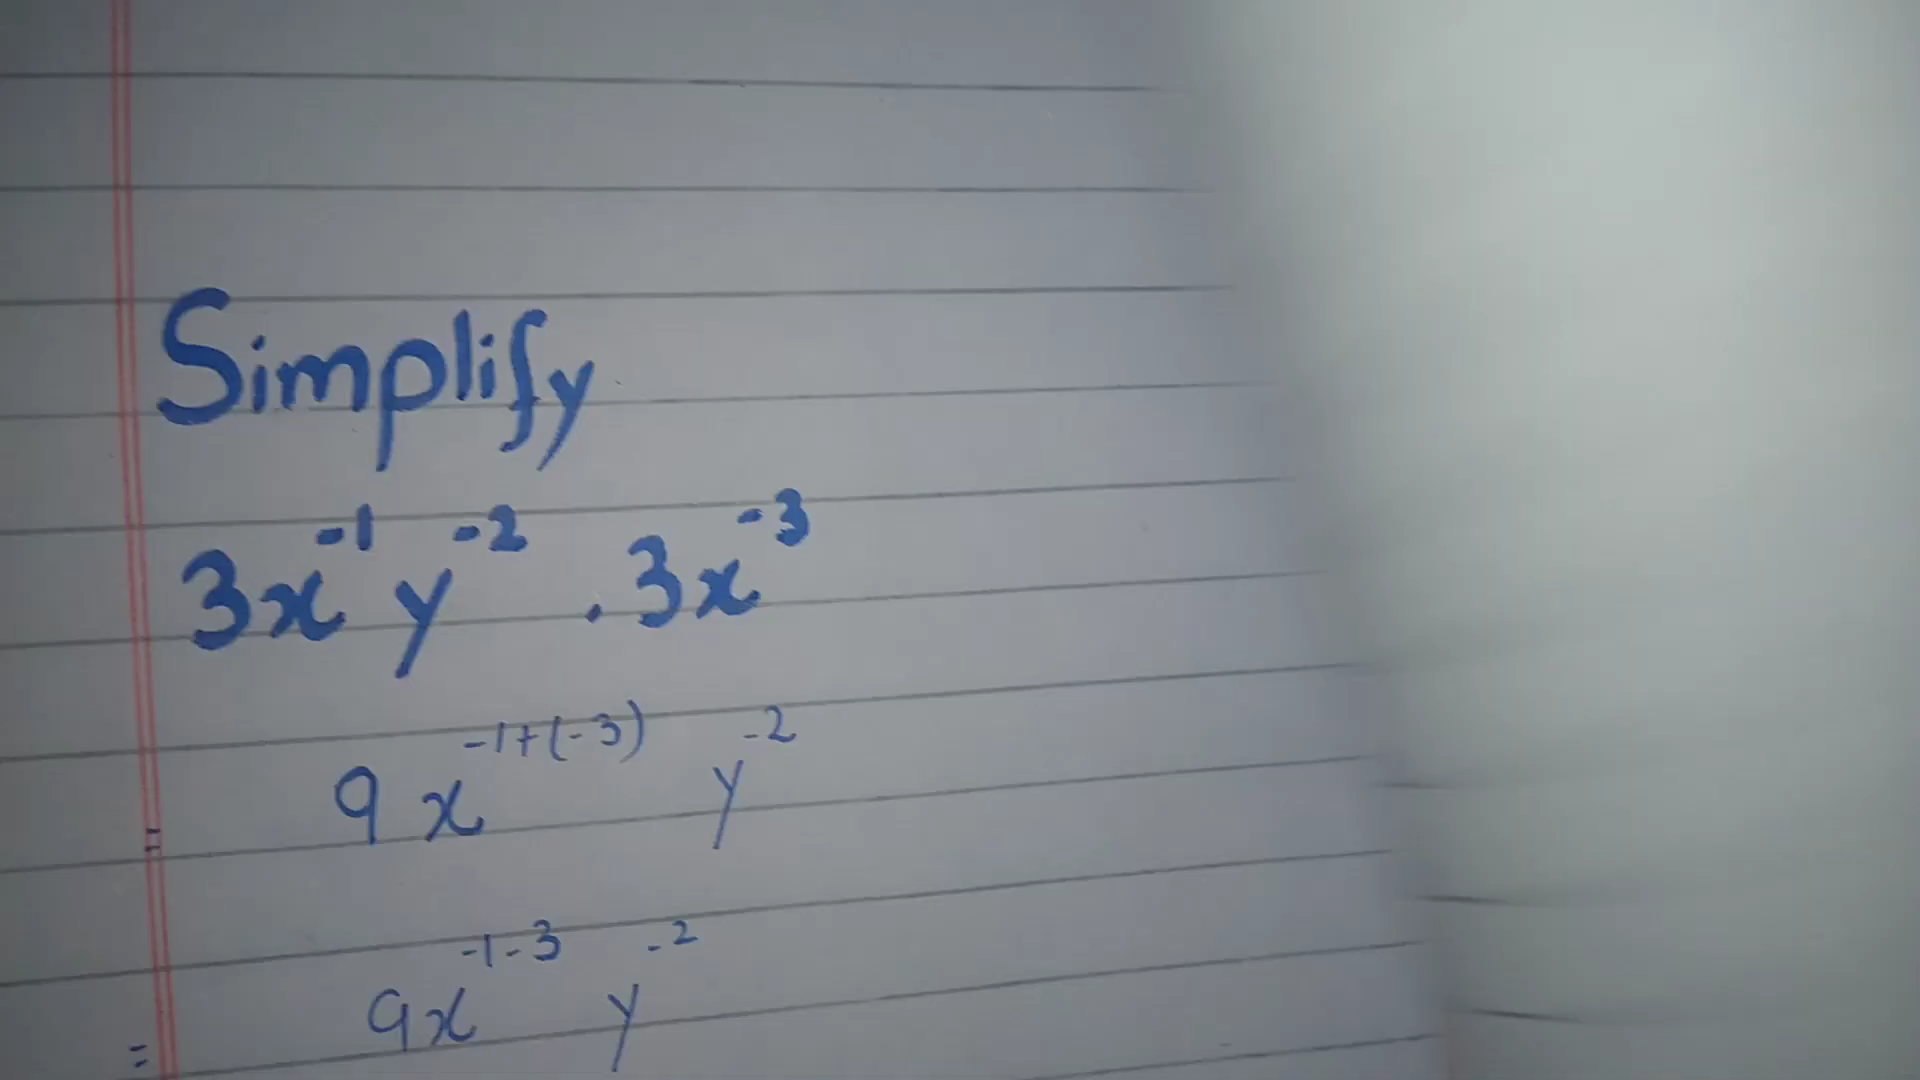 Simplify
3x⁻¹ y⁻² . 3x⁻³
= 9x⁻¹⁺⁽⁻³⁾ y⁻²
= 9x⁻¹⁻³ y⁻²